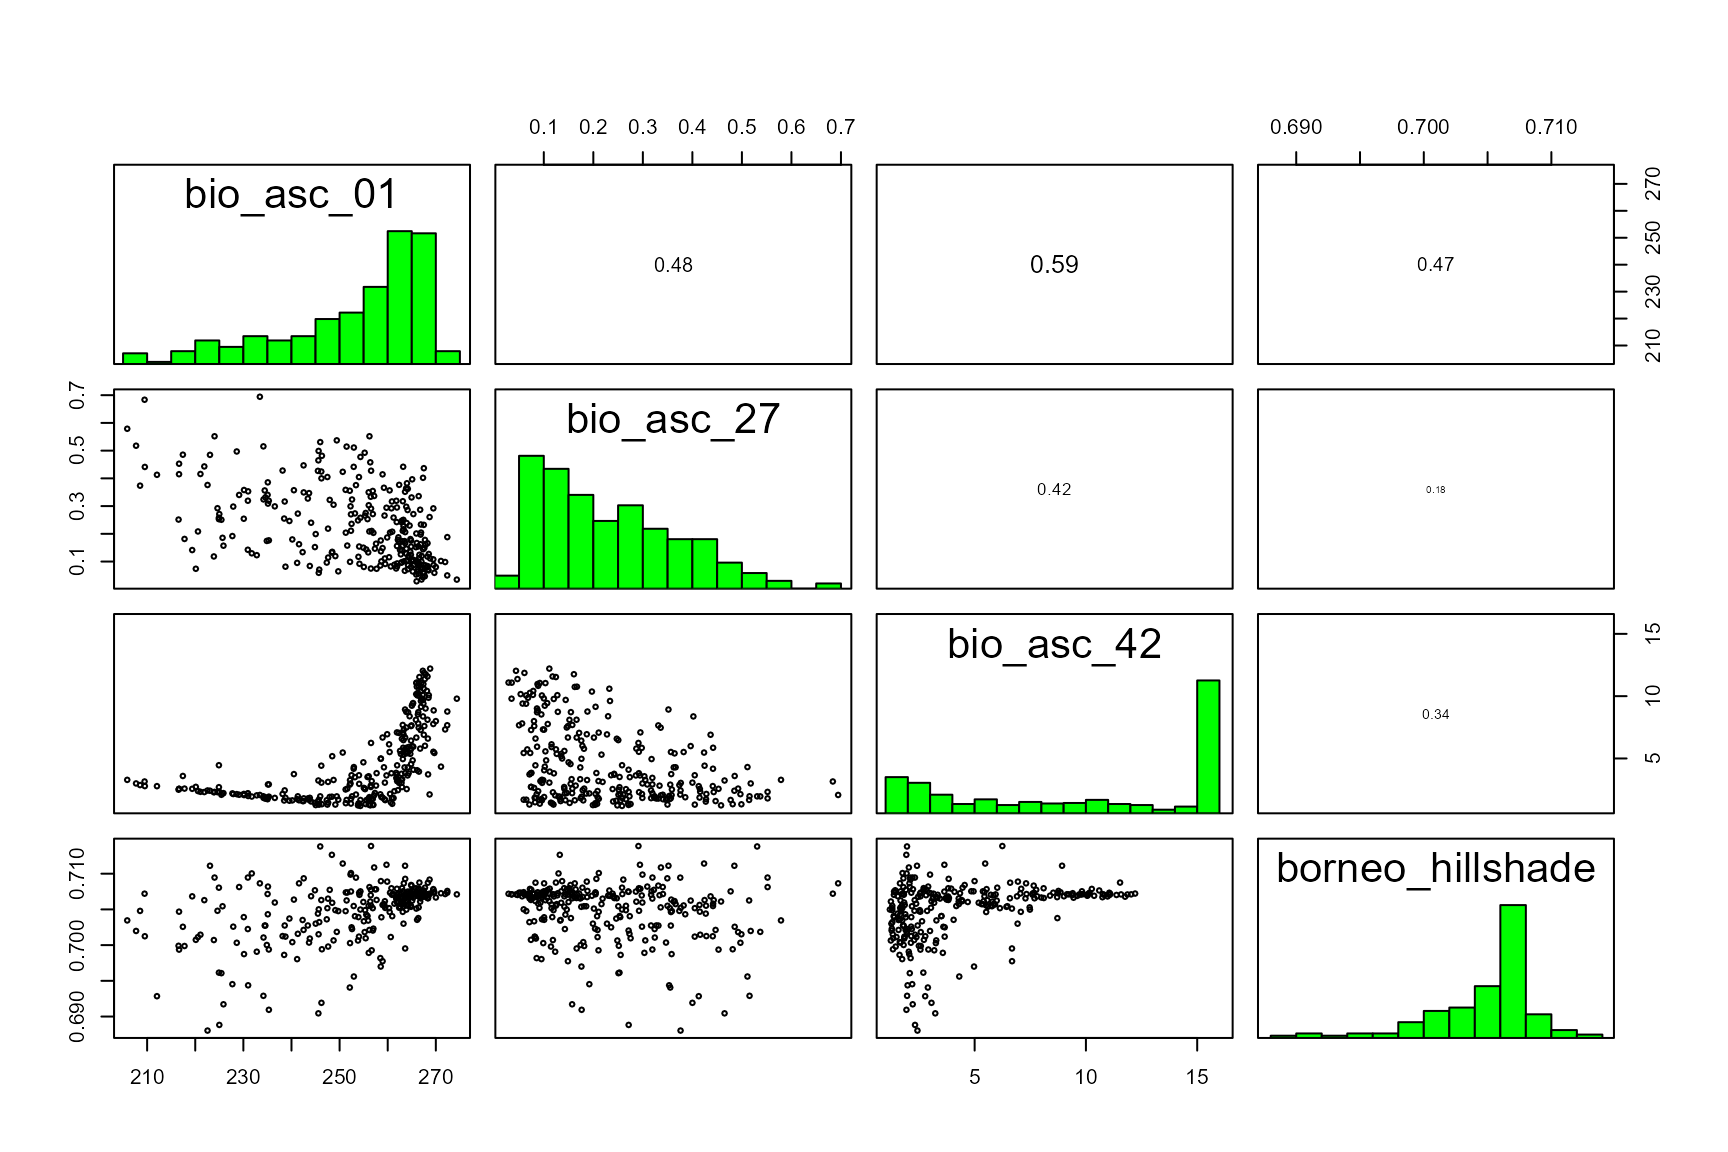 0.1 0.2 0.3 0.4 0.5 0.6 0.7 0.690 0.700 0.710
bio_asc_01 0.48 0.59 0.47
210 230 250 270
0.1 0.3 0.5 0.7
bio_asc_27 0.42 0.18
bio_asc_42 0.34
5 10 15
0.690 0.700 0.710
borneo_hillshade
210 230 250 270 5 10 15